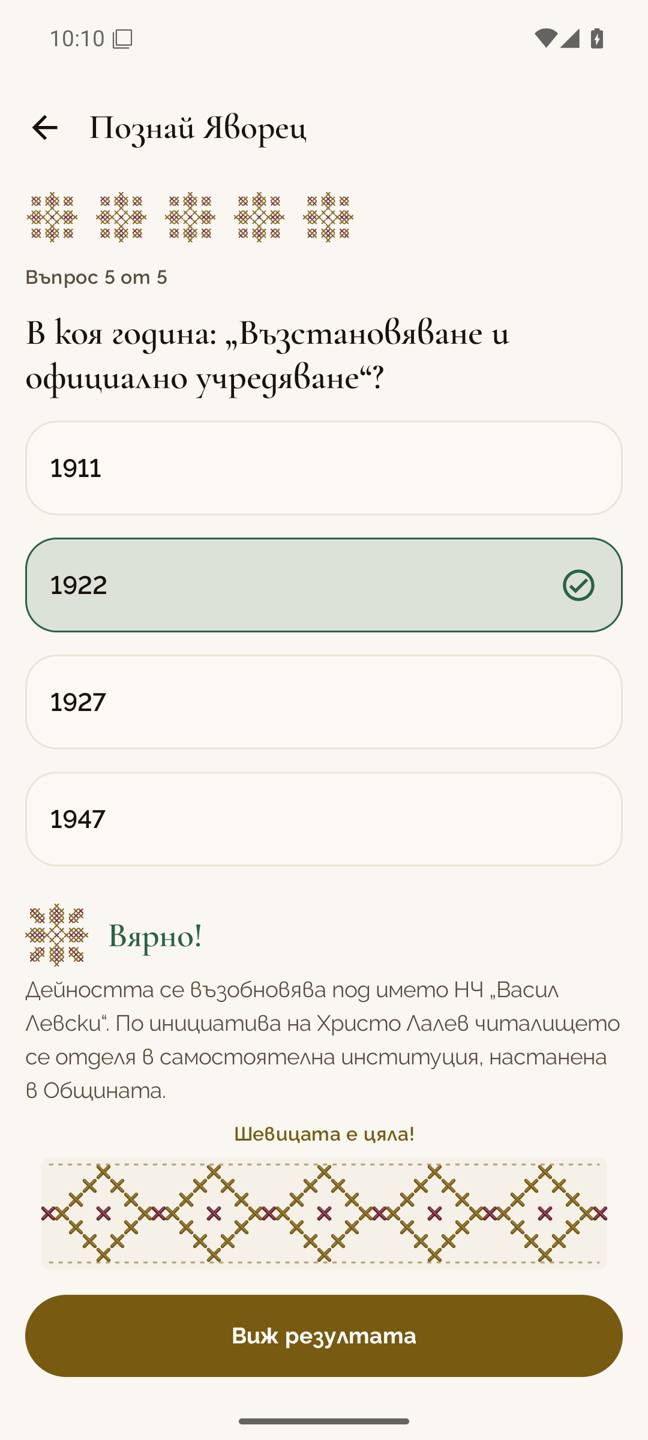 10:10
Познай Яворец
Въпрос 5 от 5
В коя година: „Възстановяване и
официално учредяване“?
1911
1922
1927
1947
Вярно!
Дейността се възобновява под името НЧ „Васил
Левски“. По инициатива на Христо Лалев читалището
се отделя в самостоятелна институция, настанена
в Общината.
Шевицата е цяла!
Виж резултата